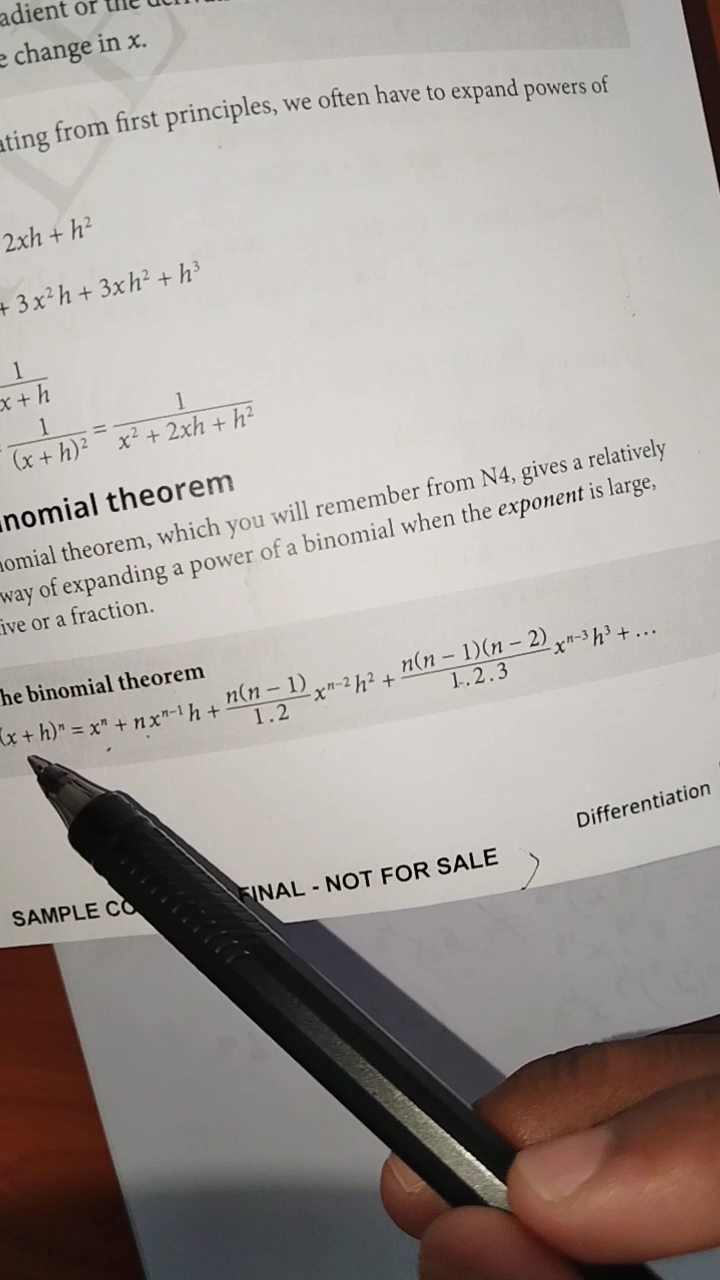 adient or the
e change in x.
ating from first principles, we often have to expand powers of
2xh + h²
+ 3x²h + 3xh² + h³
1/(x + h)
1/(x + h)² = 1/(x² + 2xh + h²)
nomial theorem
nomial theorem, which you will remember from N4, gives a relatively
way of expanding a power of a binomial when the exponent is large,
ive or a fraction.
he binomial theorem
(x + h)ⁿ = xⁿ + nxⁿ⁻¹h + n(n − 1)/1.2 xⁿ⁻²h² + n(n − 1)(n − 2)/1.2.3 xⁿ⁻³h³ + ...
Differentiation
SAMPLE CO FINAL - NOT FOR SALE